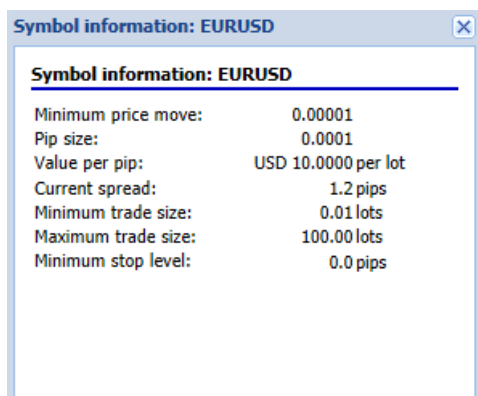 Symbol information: EURUSD
Symbol information: EURUSD
Minimum price move: 0.00001
Pip size: 0.0001
Value per pip: USD 10.0000 per lot
Current spread: 1.2 pips
Minimum trade size: 0.01 lots
Maximum trade size: 100.00 lots
Minimum stop level: 0.0 pips